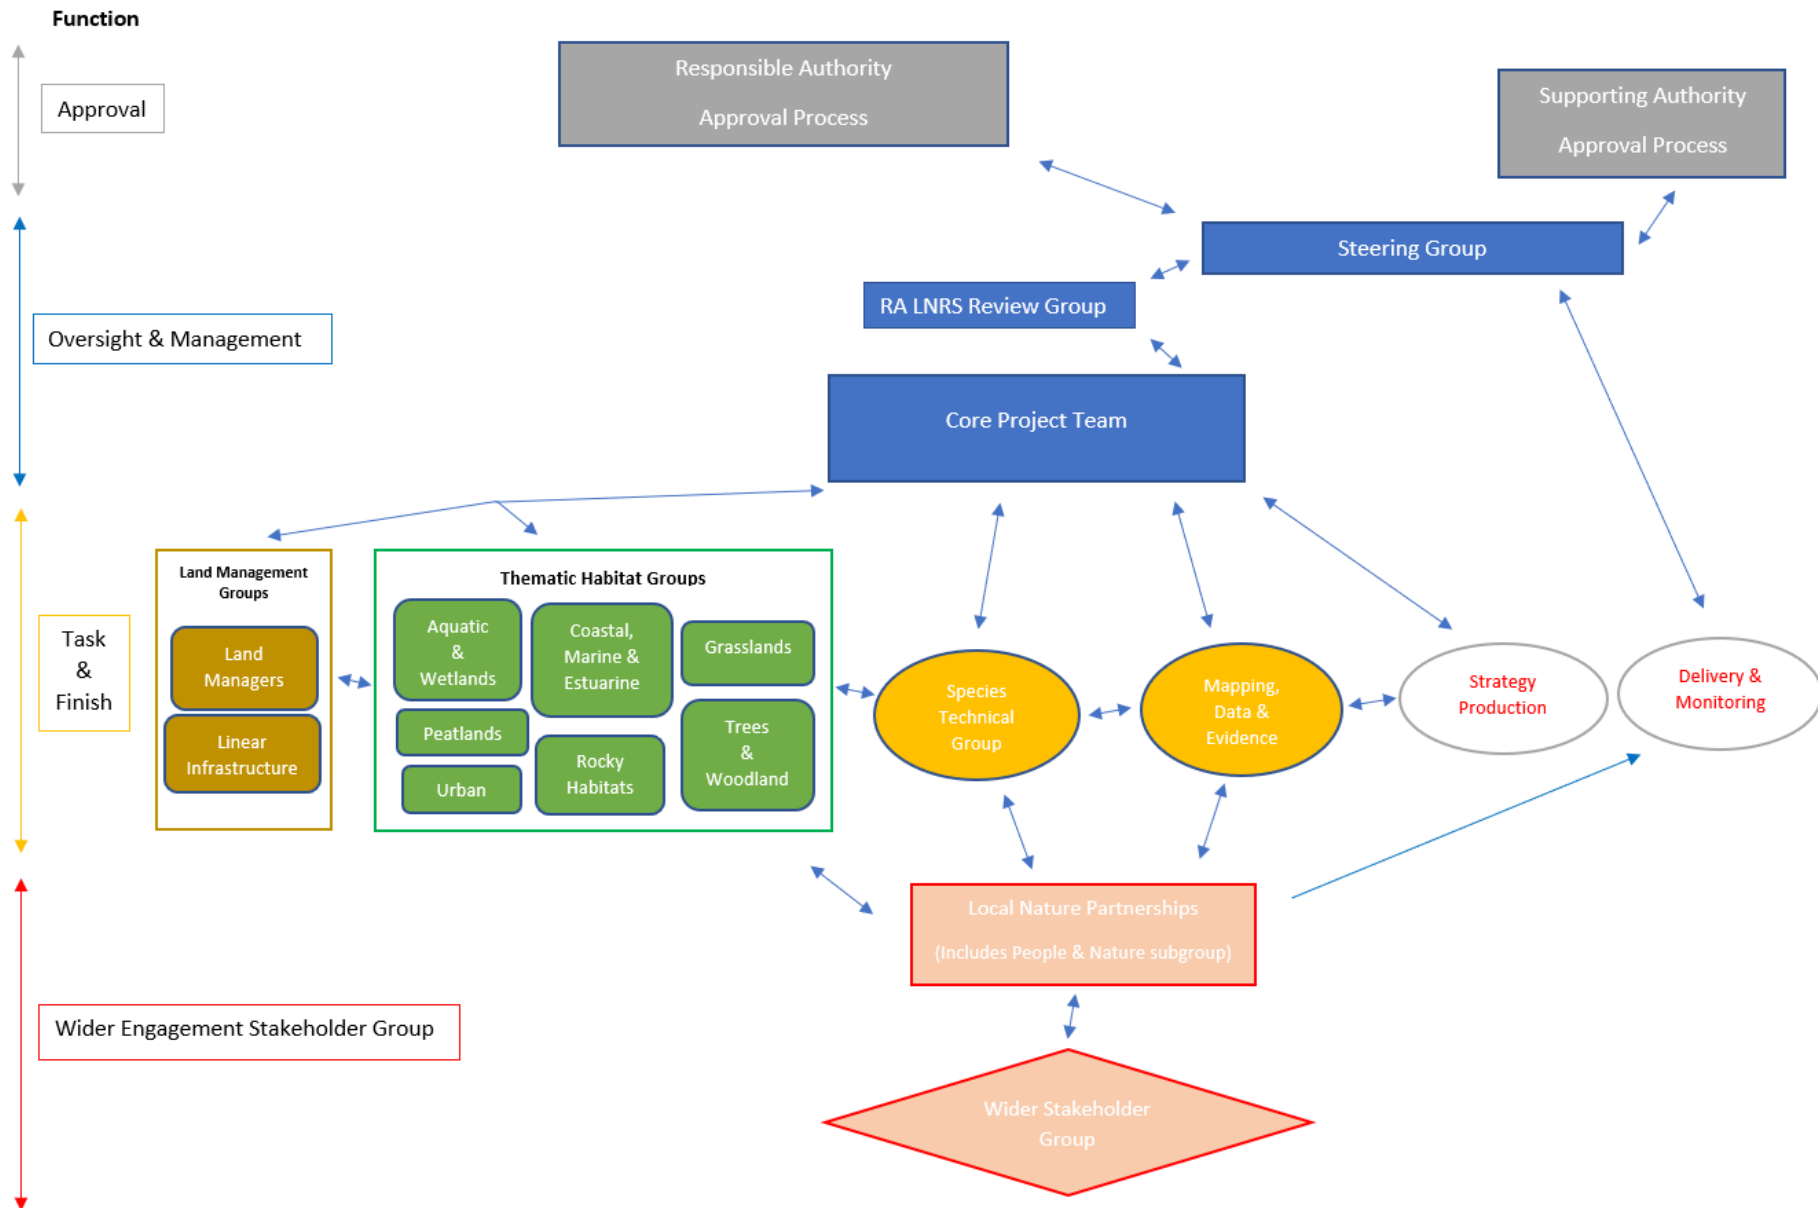 Function
Approval
Responsible Authority
Approval Process
Supporting Authority
Approval Process
Steering Group
RA LNRS Review Group
Oversight & Management
Core Project Team
Task
&
Finish
Land Management
Groups
Land
Managers
Linear
Infrastructure
Thematic Habitat Groups
Aquatic
&
Wetlands
Coastal,
Marine &
Estuarine
Grasslands
Peatlands
Urban
Rocky
Habitats
Trees
&
Woodland
Species
Technical
Group
Mapping,
Data &
Evidence
Strategy
Production
Delivery &
Monitoring
Local Nature Partnerships
(Includes People & Nature subgroup)
Wider Engagement Stakeholder Group
Wider Stakeholder
Group